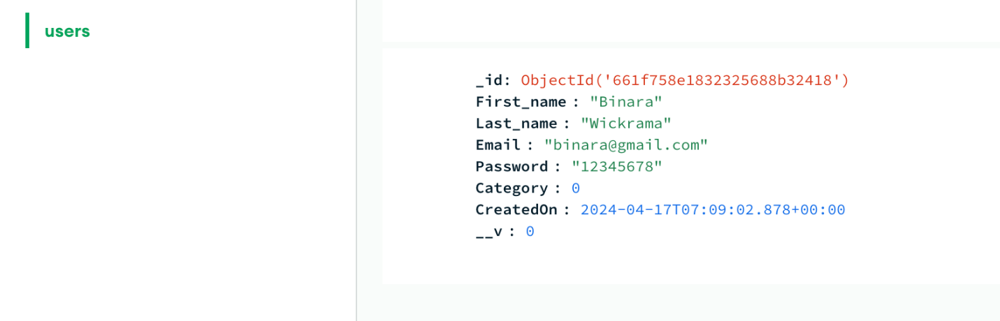 users
_id: ObjectId('661f758e1832325688b32418')
First_name : "Binara"
Last_name : "Wickrama"
Email : "binara@gmail.com"
Password : "12345678"
Category : 0
CreatedOn : 2024-04-17T07:09:02.878+00:00
__v : 0